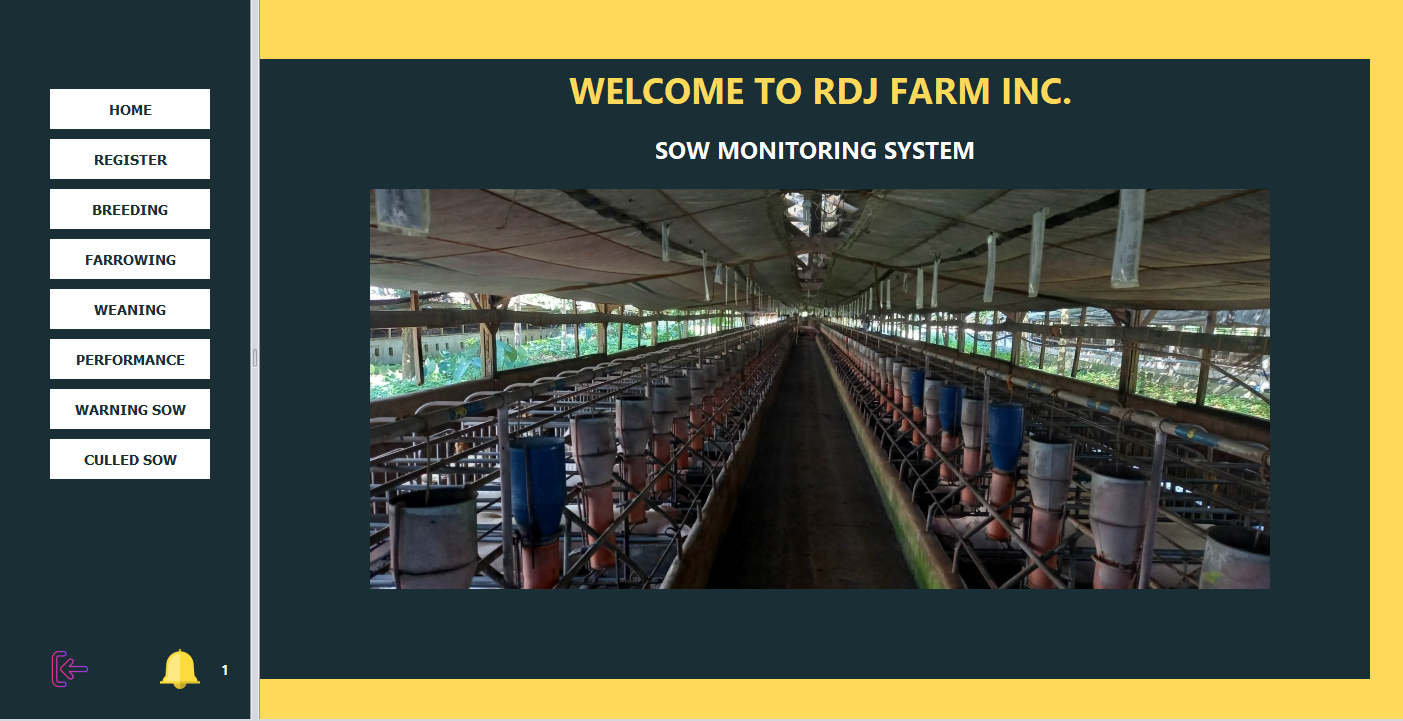 HOME
REGISTER
BREEDING
FARROWING
WEANING
PERFORMANCE
WARNING SOW
CULLED SOW
1
WELCOME TO RDJ FARM INC.
SOW MONITORING SYSTEM